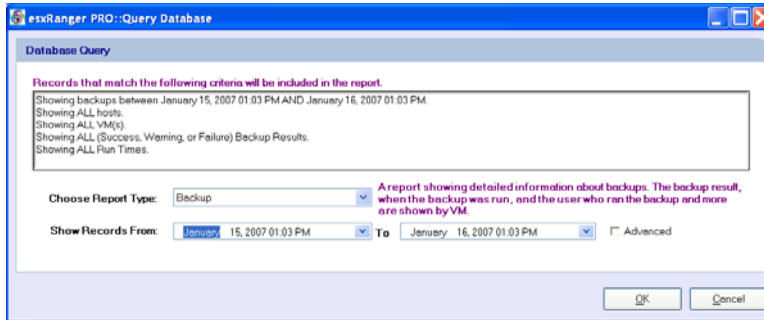 esxRanger PRO::Query Database
Database Query
Records that match the following criteria will be included in the report.
Showing backups between January 15, 2007 01:03 PM AND January 16, 2007 01:03 PM.
Showing ALL hosts.
Showing ALL VM(s).
Showing ALL (Success, Warning, or Failure) Backup Results.
Showing ALL Run Times.
Choose Report Type: Backup
A report showing detailed information about backups. The backup result,
when the backup was run, and the user who ran the backup and more
are shown by VM.
Show Records From: January 15, 2007 01:03 PM To January 16, 2007 01:03 PM Advanced
OK Cancel